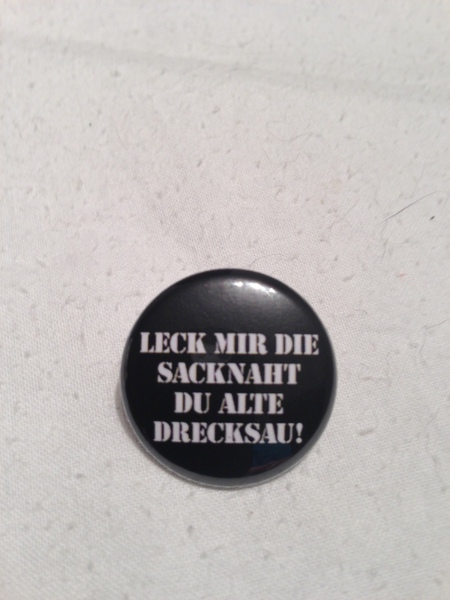 LECK MIR DIE
SACKNAHT
DU ALTE
DRECKSAU!